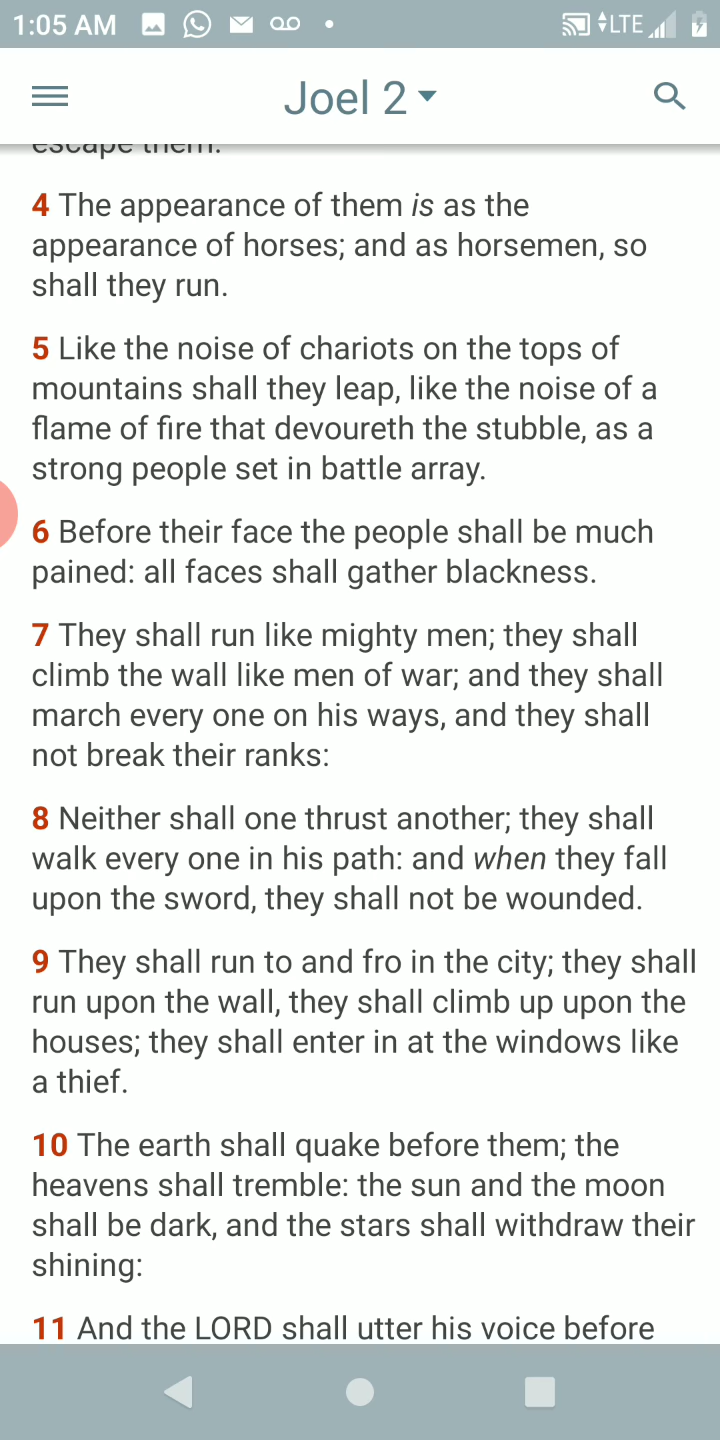 1:05 AM
LTE
Joel 2
escape them.
4 The appearance of them is as the
appearance of horses; and as horsemen, so
shall they run.
5 Like the noise of chariots on the tops of
mountains shall they leap, like the noise of a
flame of fire that devoureth the stubble, as a
strong people set in battle array.
6 Before their face the people shall be much
pained: all faces shall gather blackness.
7 They shall run like mighty men; they shall
climb the wall like men of war; and they shall
march every one on his ways, and they shall
not break their ranks:
8 Neither shall one thrust another; they shall
walk every one in his path: and when they fall
upon the sword, they shall not be wounded.
9 They shall run to and fro in the city; they shall
run upon the wall, they shall climb up upon the
houses; they shall enter in at the windows like
a thief.
10 The earth shall quake before them; the
heavens shall tremble: the sun and the moon
shall be dark, and the stars shall withdraw their
shining:
11 And the LORD shall utter his voice before